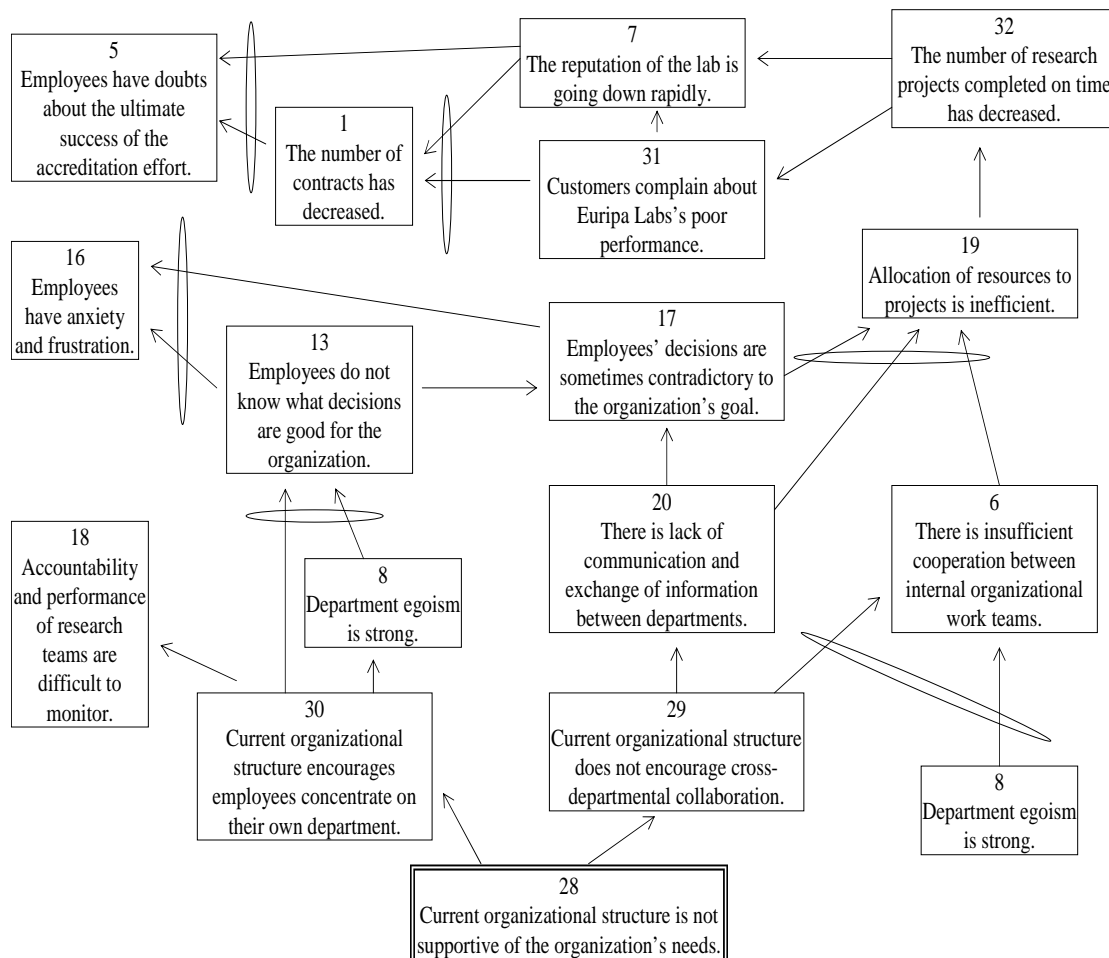 5
Employees have doubts
about the ultimate
success of the
accreditation effort.
7
The reputation of the lab is
going down rapidly.
32
The number of research
projects completed on time
has decreased.
1
The number of
contracts has
decreased.
31
Customers complain about
Euripa Labs's poor
performance.
16
Employees
have anxiety
and frustration.
19
Allocation of resources to
projects is inefficient.
13
Employees do not
know what decisions
are good for the
organization.
17
Employees' decisions are
sometimes contradictory to
the organization's goal.
18
Accountability
and performance
of research
teams are
difficult to
monitor.
8
Department egoism
is strong.
20
There is lack of
communication and
exchange of information
between departments.
6
There is insufficient
cooperation between
internal organizational
work teams.
30
Current organizational
structure encourages
employees concentrate on
their own department.
29
Current organizational structure
does not encourage cross-
departmental collaboration.
8
Department egoism
is strong.
28
Current organizational structure is not
supportive of the organization's needs.